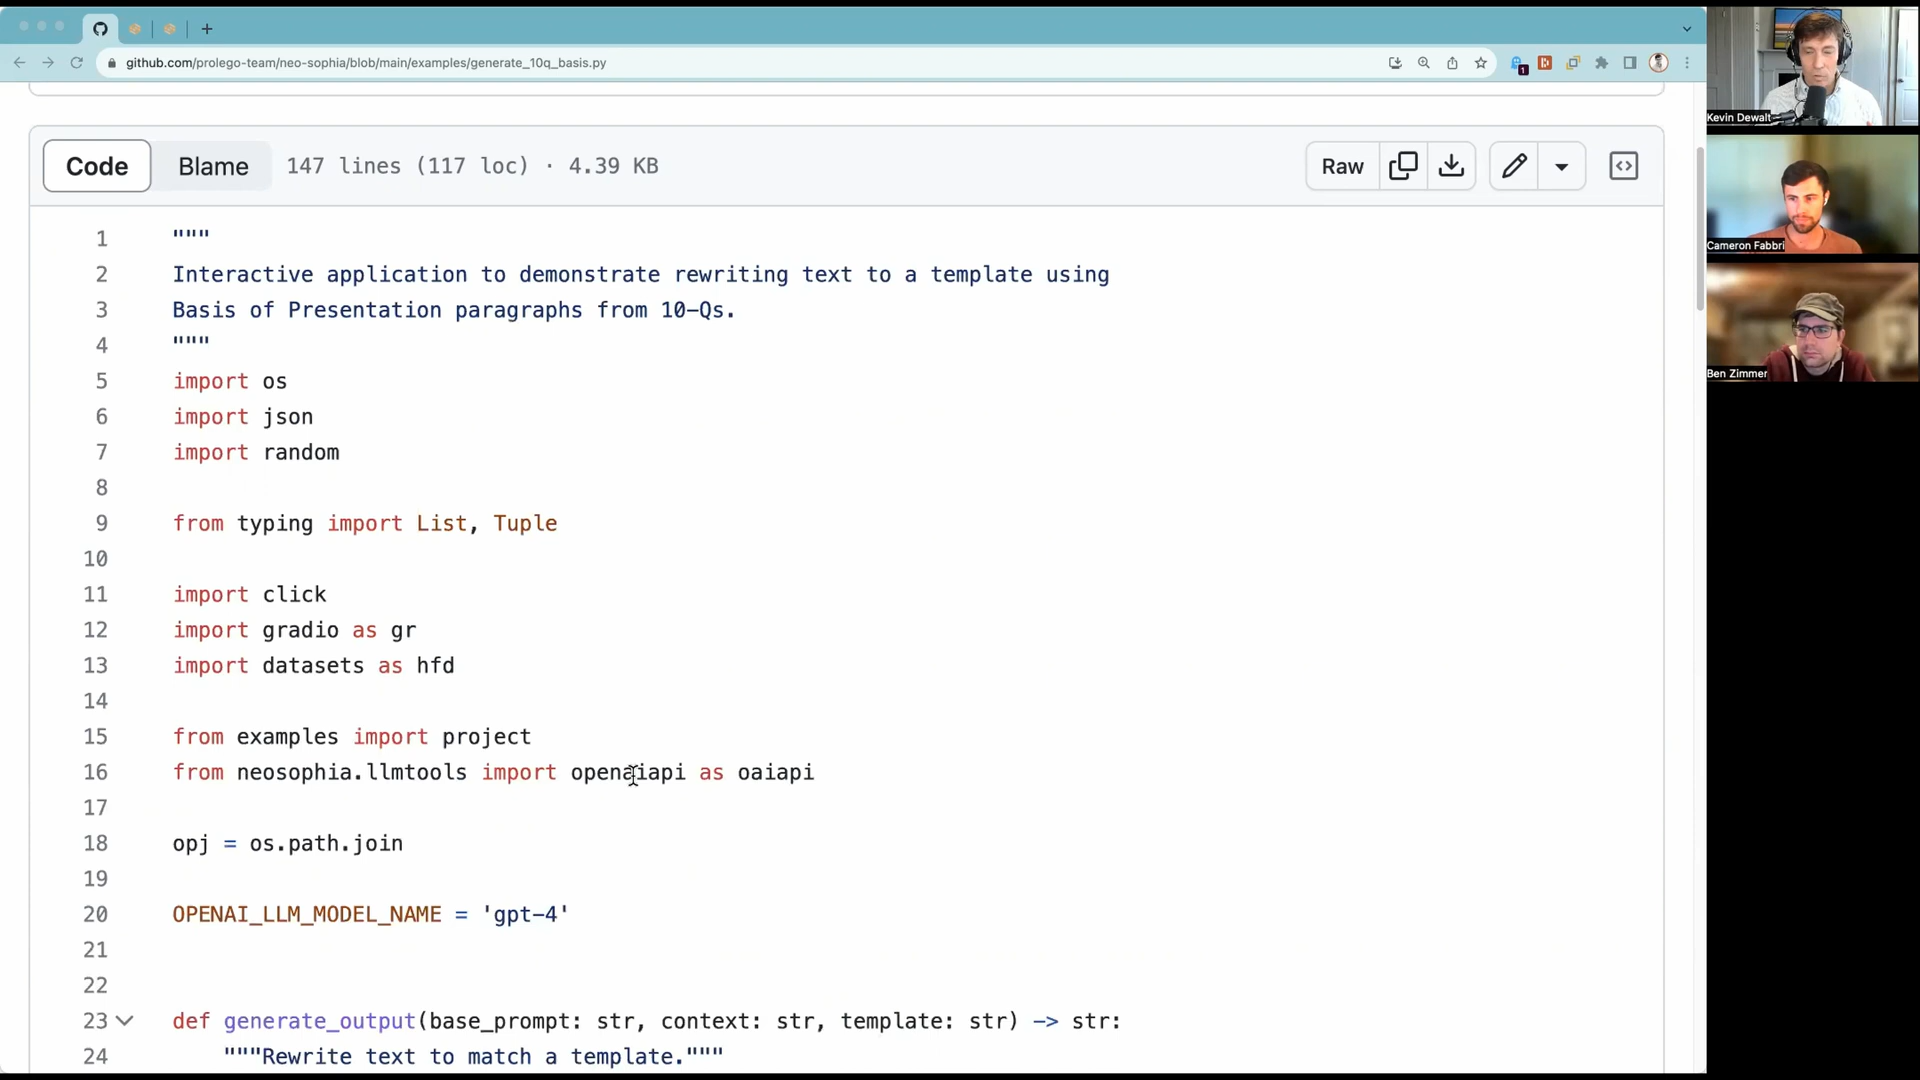 github.com/prolego-team/neo-sophia/blob/main/examples/generate_10q_basis.py
1
Code
Blame
147 lines (117 loc) · 4.39 KB
Raw
1 """
2 Interactive application to demonstrate rewriting text to a template using
3 Basis of Presentation paragraphs from 10-Qs.
4 """
5 import os
6 import json
7 import random
8
9 from typing import List, Tuple
10
11 import click
12 import gradio as gr
13 import datasets as hfd
14
15 from examples import project
16 from neosophia.llmtools import openaiapi as oaiapi
17
18 opj = os.path.join
19
20 OPENAI_LLM_MODEL_NAME = 'gpt-4'
21
22
23 def generate_output(base_prompt: str, context: str, template: str) -> str:
24 """Rewrite text to match a template."""
Kevin Dewalt
Cameron Fabbri
Ben Zimmer